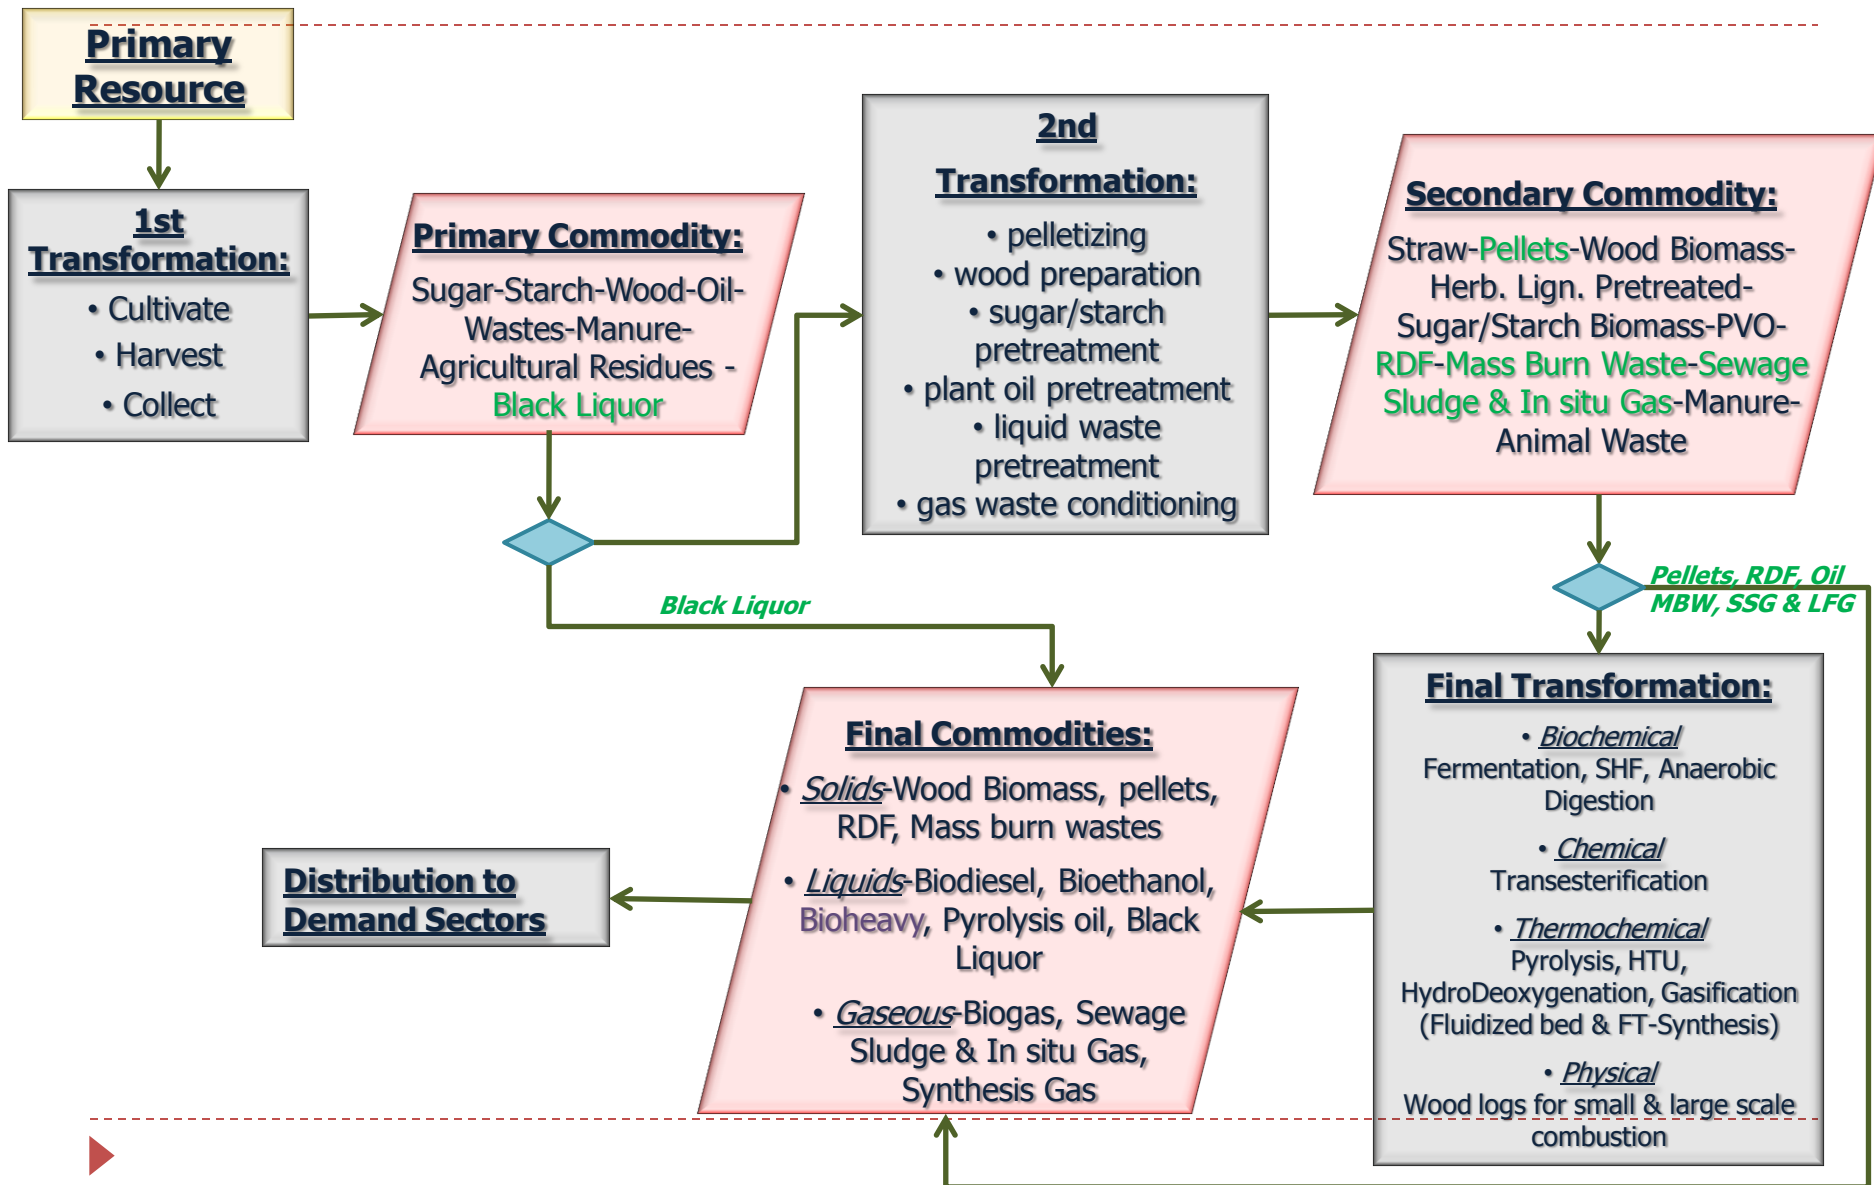 Primary
Resource
1st
Transformation:
• Cultivate
• Harvest
• Collect
Primary Commodity:
Sugar-Starch-Wood-Oil-
Wastes-Manure-
Agricultural Residues -
Black Liquor
2nd
Transformation:
• pelletizing
• wood preparation
• sugar/starch
pretreatment
• plant oil pretreatment
• liquid waste
pretreatment
• gas waste conditioning
Secondary Commodity:
Straw-Pellets-Wood Biomass-
Herb. Lign. Pretreated-
Sugar/Starch Biomass-PVO-
RDF-Mass Burn Waste-Sewage
Sludge & In situ Gas-Manure-
Animal Waste
Pellets, RDF, Oil
MBW, SSG & LFG
Black Liquor
Final Transformation:
• Biochemical
Fermentation, SHF, Anaerobic
Digestion
• Chemical
Transesterification
• Thermochemical
Pyrolysis, HTU,
HydroDeoxygenation, Gasification
(Fluidized bed & FT-Synthesis)
• Physical
Wood logs for small & large scale
combustion
Final Commodities:
• Solids-Wood Biomass, pellets,
RDF, Mass burn wastes
• Liquids-Biodiesel, Bioethanol,
Bioheavy, Pyrolysis oil, Black
Liquor
• Gaseous-Biogas, Sewage
Sludge & In situ Gas,
Synthesis Gas
Distribution to
Demand Sectors